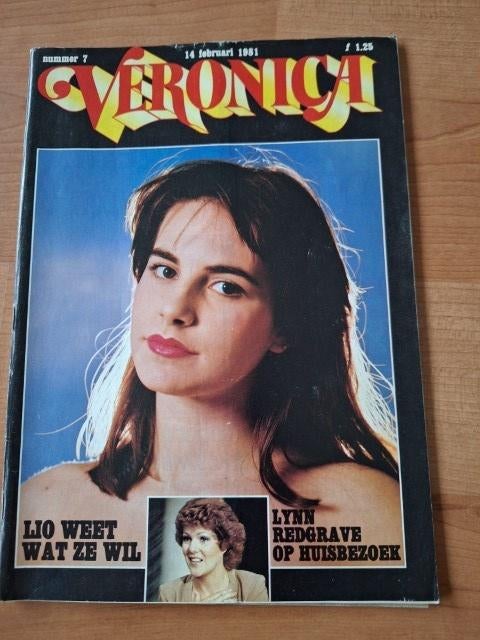 nummer 7
14 februari 1981
f 1.25
VERONICA
LIO WEET
WAT ZE WIL
LYNN
REDGRAVE
OP HUISBEZOEK